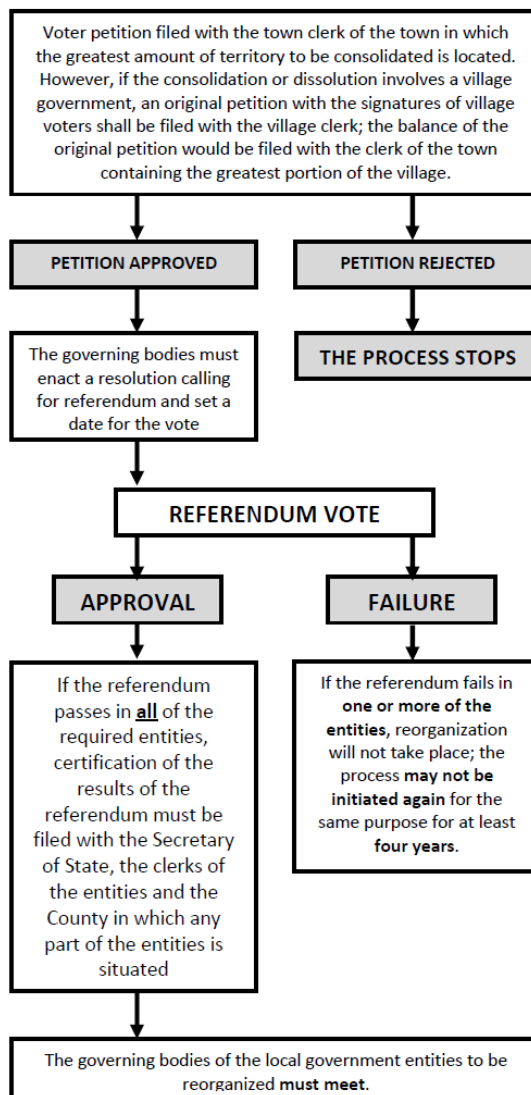 Voter petition filed with the town clerk of the town in which
the greatest amount of territory to be consolidated is located.
However, if the consolidation or dissolution involves a village
government, an original petition with the signatures of village
voters shall be filed with the village clerk; the balance of the
original petition would be filed with the clerk of the town
containing the greatest portion of the village.
PETITION APPROVED
PETITION REJECTED
The governing bodies must
enact a resolution calling
for referendum and set a
date for the vote
THE PROCESS STOPS
REFERENDUM VOTE
APPROVAL
FAILURE
If the referendum
passes in all of the
required entities,
certification of the
results of the
referendum must be
filed with the Secretary
of State, the clerks of
the entities and the
County in which any
part of the entities is
situated
If the referendum fails in
one or more of the
entities, reorganization
will not take place; the
process may not be
initiated again for the
same purpose for at least
four years.
The governing bodies of the local government entities to be
reorganized must meet.